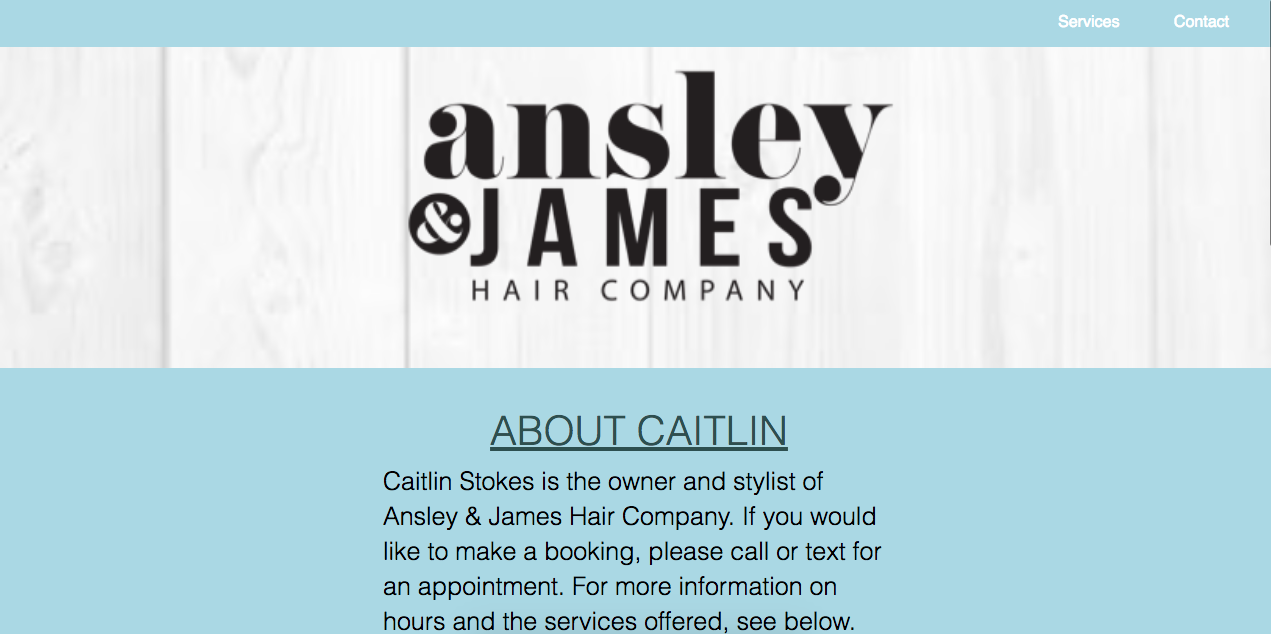 Services Contact
ansley
& JAMES
HAIR COMPANY
ABOUT CAITLIN
Caitlin Stokes is the owner and stylist of
Ansley & James Hair Company. If you would
like to make a booking, please call or text for
an appointment. For more information on
hours and the services offered, see below.